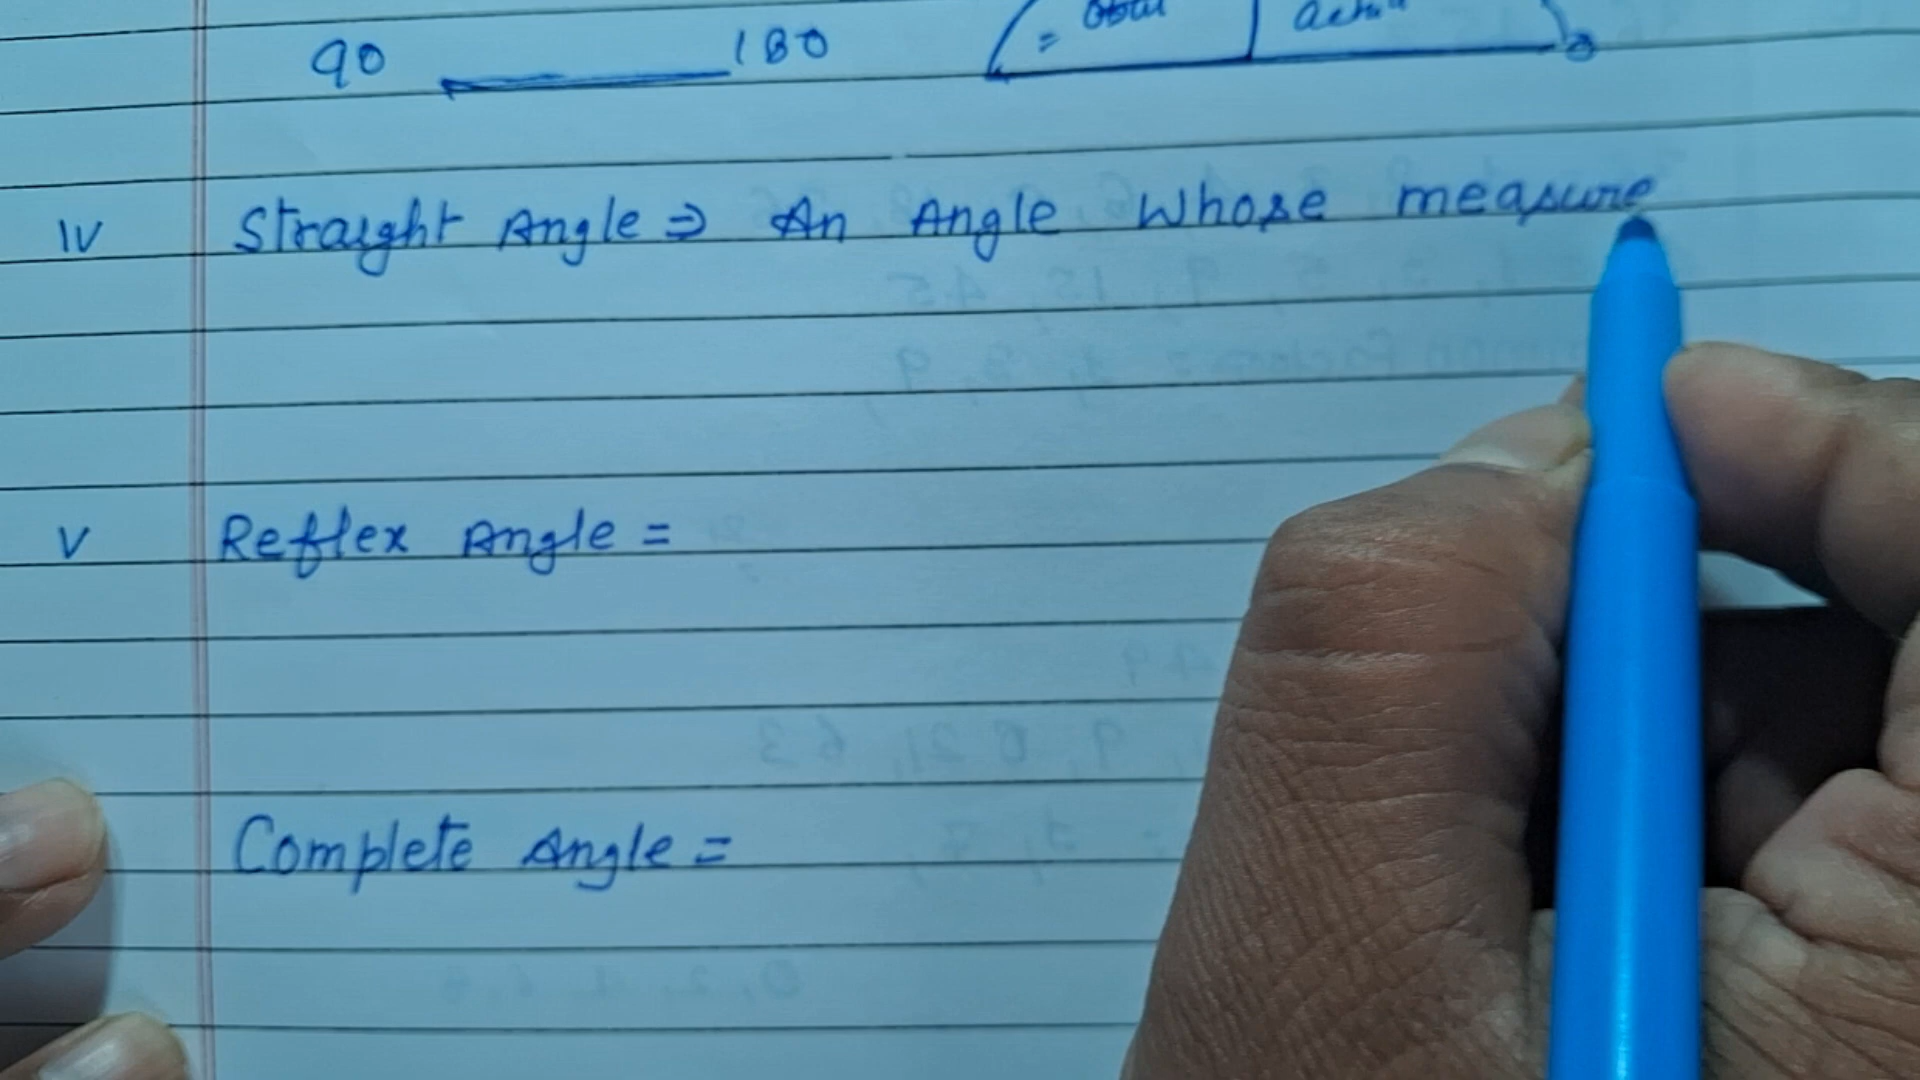 90 180
=
IV Straight Angle ⇒ An Angle Whose measure
V Reflex Angle =
Complete Angle =